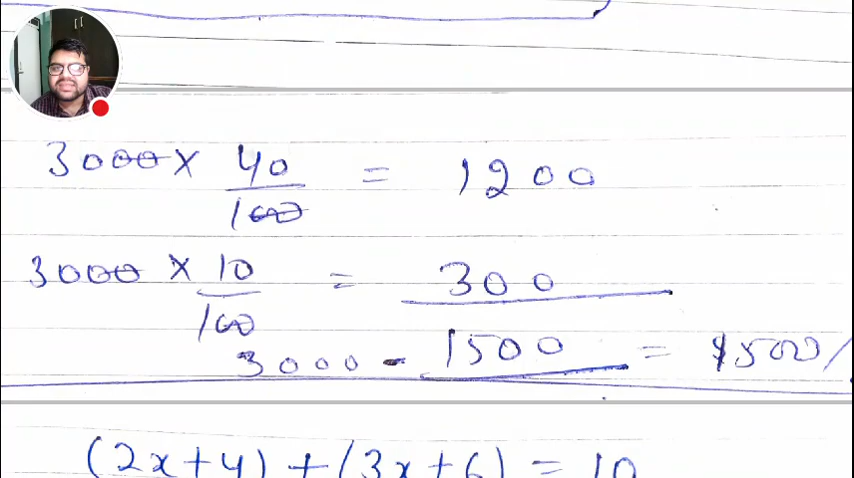 3000 × 40/100 = 1200
3000 × 10/100 = 300
3000 - 1500 = 1500/
(2x+4) + (3x+6) = 10